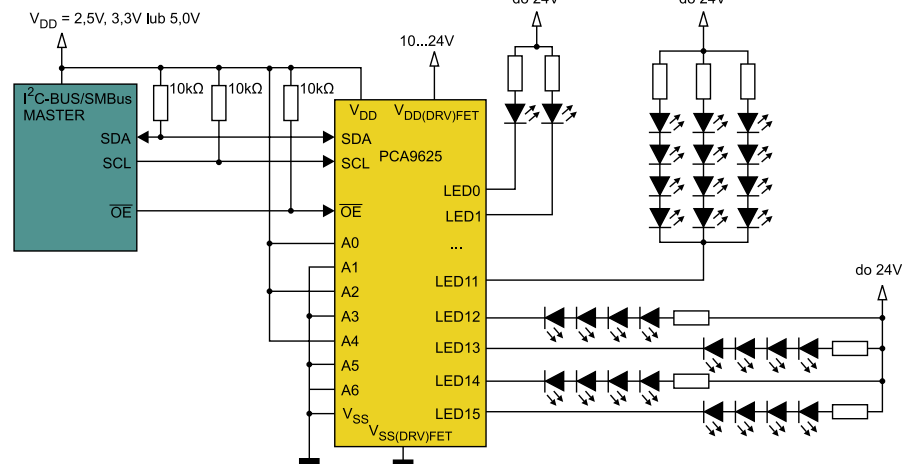 do 24V
do 24V
V_DD = 2,5V, 3,3V lub 5,0V
10...24V
I²C-BUS/SMBus
MASTER
10kΩ
10kΩ
10kΩ
V_DD
V_DD(DRV)FET
SDA
SDA
SCL
SCL
PCA9625
LED0
OE
OE
LED1
A0
...
A1
LED11
do 24V
A2
A3
LED12
A4
LED13
A5
LED14
A6
V_SS
LED15
V_SS(DRV)FET